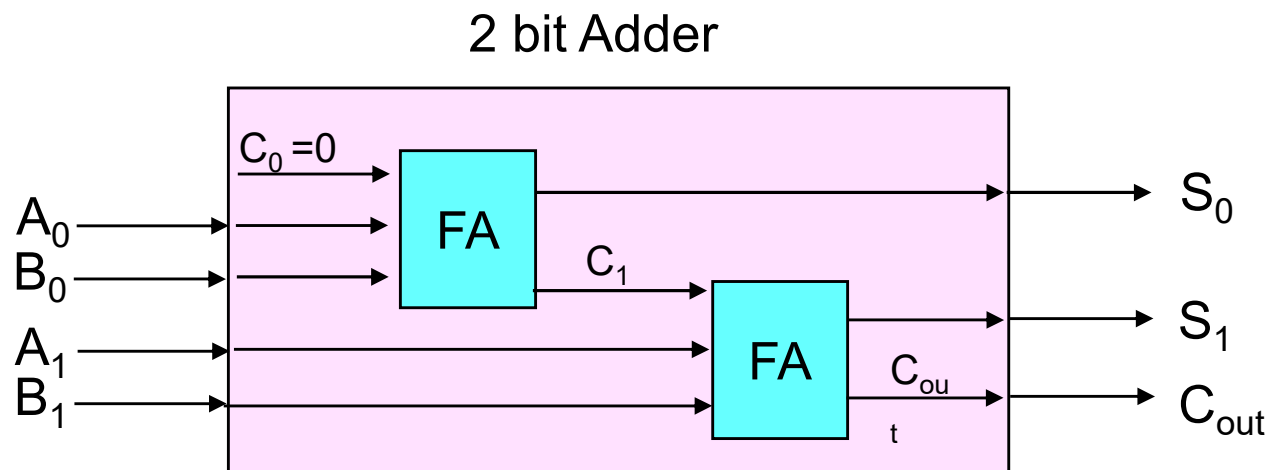 2 bit Adder
C₀ =0
A₀
FA
S₀
B₀
C₁
A₁
FA
S₁
B₁
Cₒᵤ
t
Cₒᵤₜ